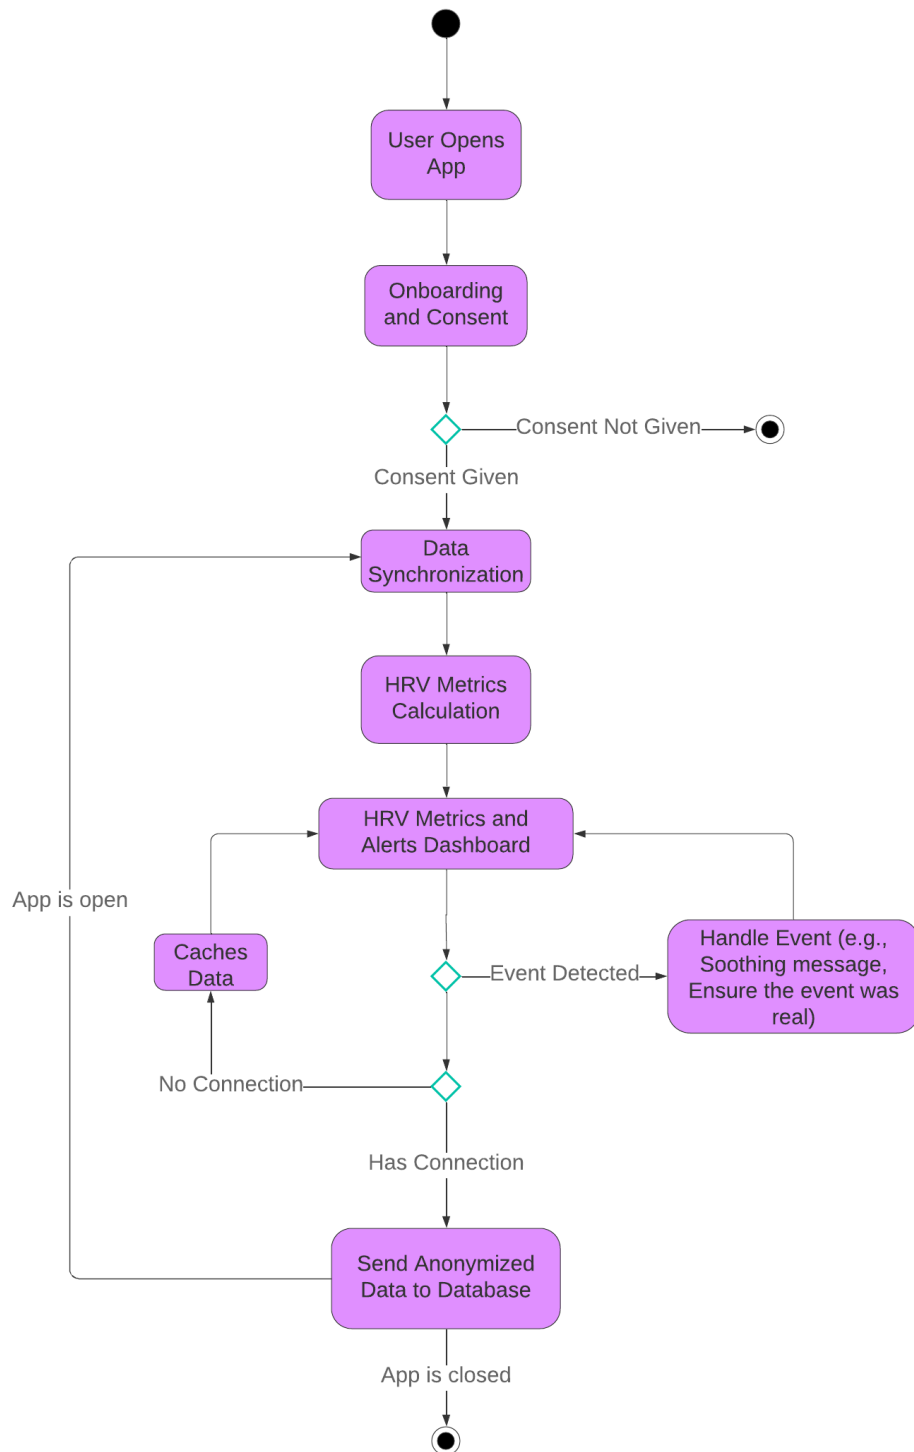 User Opens
App
Onboarding
and Consent
Consent Not Given
Consent Given
Data
Synchronization
HRV Metrics
Calculation
HRV Metrics and
Alerts Dashboard
App is open
Caches
Data
Event Detected
Handle Event (e.g.,
Soothing message,
Ensure the event was
real)
No Connection
Has Connection
Send Anonymized
Data to Database
App is closed